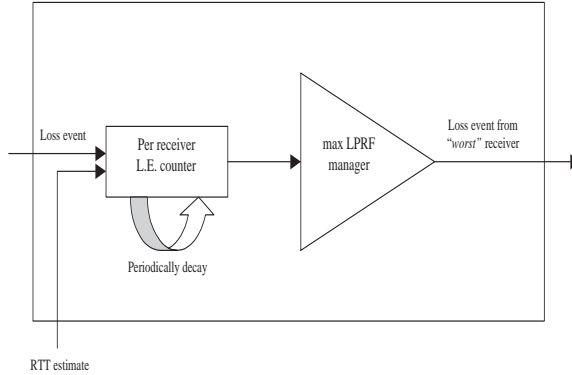 Loss event
Per receiver
L.E. counter
Periodically decay
max LPRF
manager
Loss event from
"worst" receiver
RTT estimate